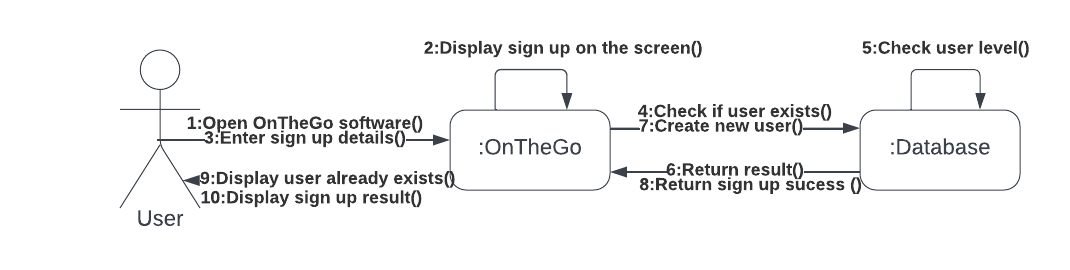 2:Display sign up on the screen()
5:Check user level()
1:Open OnTheGo software()
3:Enter sign up details()
4:Check if user exists()
7:Create new user()
:OnTheGo
:Database
9:Display user already exists()
10:Display sign up result()
6:Return result()
8:Return sign up sucess ()
User